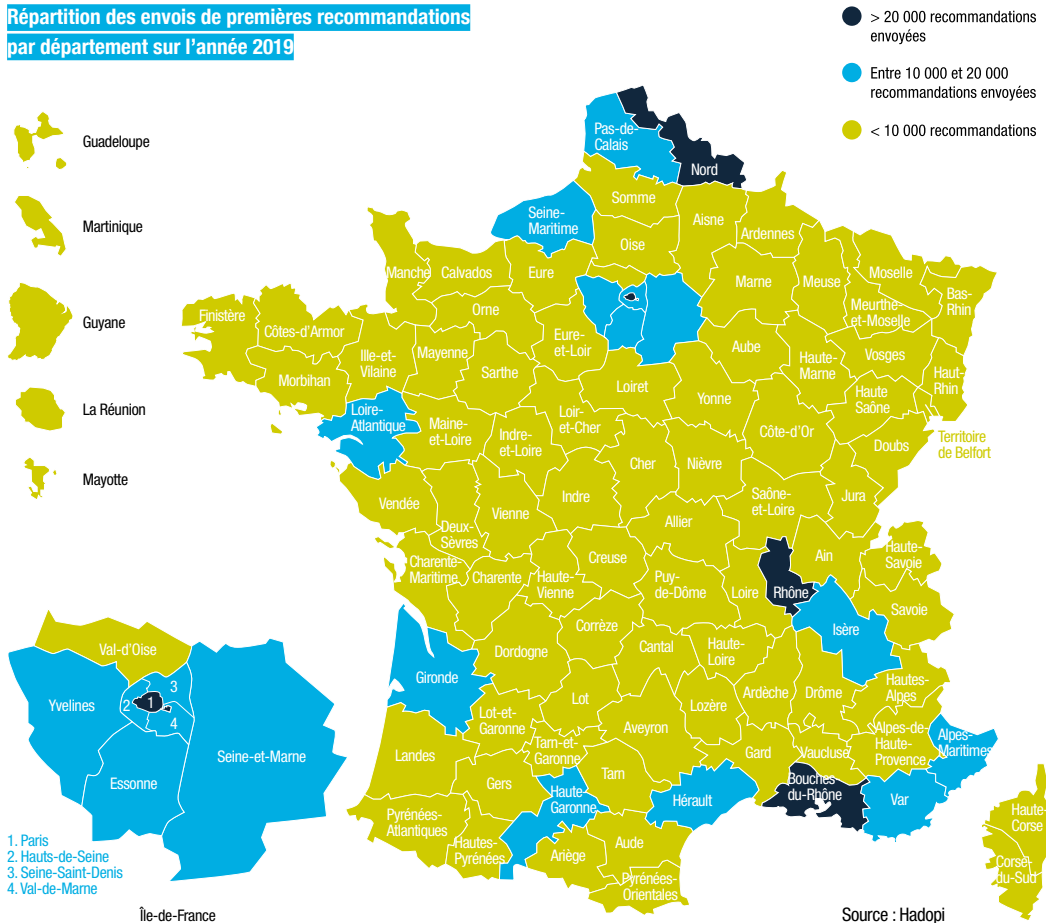 Répartition des envois de premières recommandations
par département sur l'année 2019
> 20 000 recommandations
envoyées
Entre 10 000 et 20 000
recommandations envoyées
< 10 000 recommandations
Guadeloupe
Martinique
Guyane
La Réunion
Mayotte
Pas-de-
Calais
Nord
Somme
Seine-
Maritime
Aisne
Ardennes
Oise
Manche
Calvados
Eure
Marne
Meuse
Moselle
Bas-
Rhin
Meurthe-
et-Moselle
Orne
Finistère
Côtes-d'Armor
Eure-
et-Loir
Aube
Ille-et-
Vilaine
Mayenne
Haute-
Marne
Vosges
Haut-
Rhin
Morbihan
Sarthe
Loiret
Yonne
Haute
Saône
Loire-
Atlantique
Maine-
et-Loire
Loir-
et-Cher
Indre-
et-Loire
Côte-d'Or
Territoire
de Belfort
Doubs
Cher
Nièvre
Vendée
Indre
Saône-
et-Loire
Jura
Deux-
Sèvres
Vienne
Allier
Charente-
Maritime
Charente
Haute-
Vienne
Creuse
Puy-
de-Dôme
Loire
Rhône
Ain
Haute-
Savoie
Savoie
Isère
Corrèze
Cantal
Haute-
Loire
Dordogne
Gironde
Lot
Lozère
Ardèche
Drôme
Hautes-
Alpes
Lot-et-
Garonne
Aveyron
Alpes-de-
Haute-
Provence
Alpes-
Maritimes
Landes
Tarn-et-
Garonne
Gard
Vaucluse
Gers
Tarn
Haute-
Garonne
Hérault
Bouches-
du-Rhône
Var
Pyrénées-
Atlantiques
Hautes-
Pyrénées
Ariège
Aude
Pyrénées-
Orientales
Haute-
Corse
Corse-
du-Sud
Val-d'Oise
Yvelines
1
2
3
4
Seine-et-Marne
Essonne
1. Paris
2. Hauts-de-Seine
3. Seine-Saint-Denis
4. Val-de-Marne
Île-de-France
Source : Hadopi